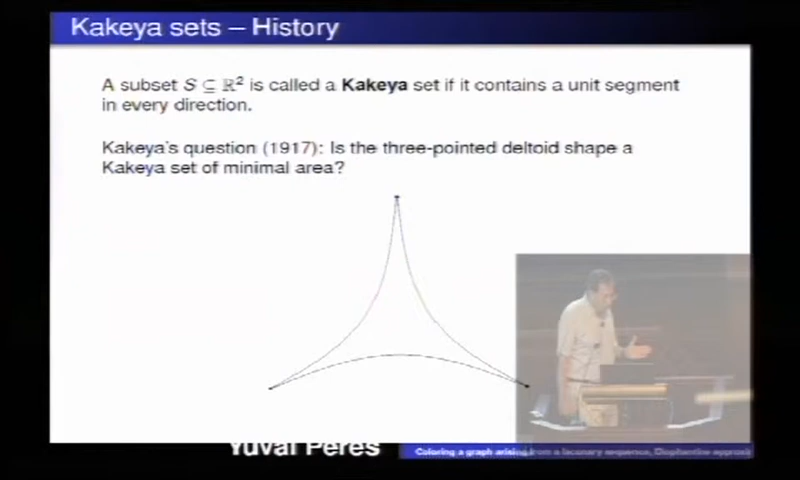 Kakeya sets – History
A subset S ⊆ ℝ² is called a Kakeya set if it contains a unit segment
in every direction.
Kakeya's question (1917): Is the three-pointed deltoid shape a
Kakeya set of minimal area?
Yuval Peres
Coloring a graph arising from a lacunary sequence, Diophantine approxi